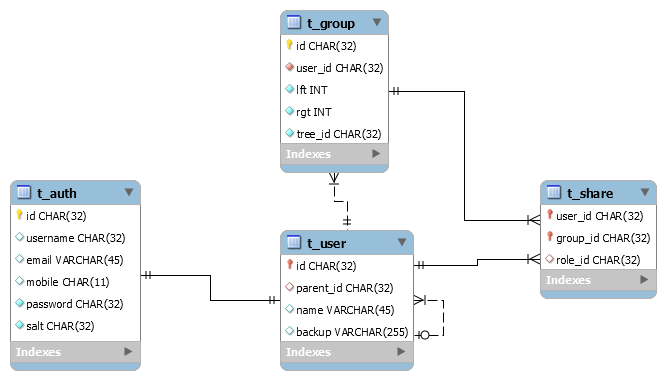 t_group
id CHAR(32)
user_id CHAR(32)
lft INT
rgt INT
tree_id CHAR(32)
Indexes
t_auth
id CHAR(32)
username CHAR(32)
email VARCHAR(45)
mobile CHAR(11)
password CHAR(32)
salt CHAR(32)
Indexes
t_user
id CHAR(32)
parent_id CHAR(32)
name VARCHAR(45)
backup VARCHAR(255)
Indexes
t_share
user_id CHAR(32)
group_id CHAR(32)
role_id CHAR(32)
Indexes